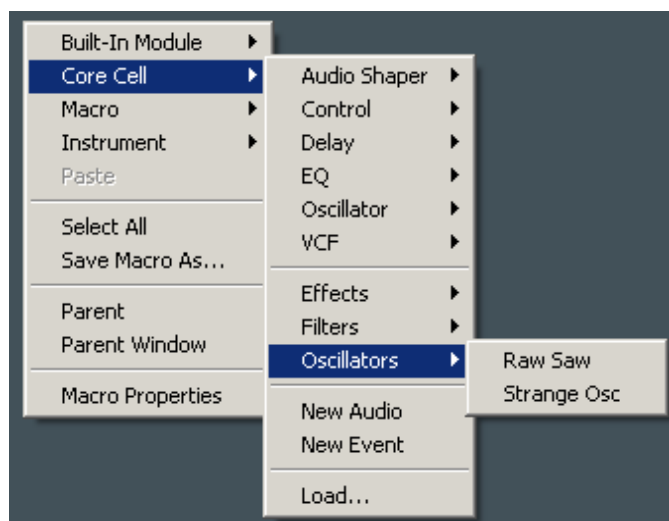 Built-In Module
Core Cell
Macro
Instrument
Paste
Select All
Save Macro As...
Parent
Parent Window
Macro Properties
Audio Shaper
Control
Delay
EQ
Oscillator
VCF
Effects
Filters
Oscillators
New Audio
New Event
Load...
Raw Saw
Strange Osc